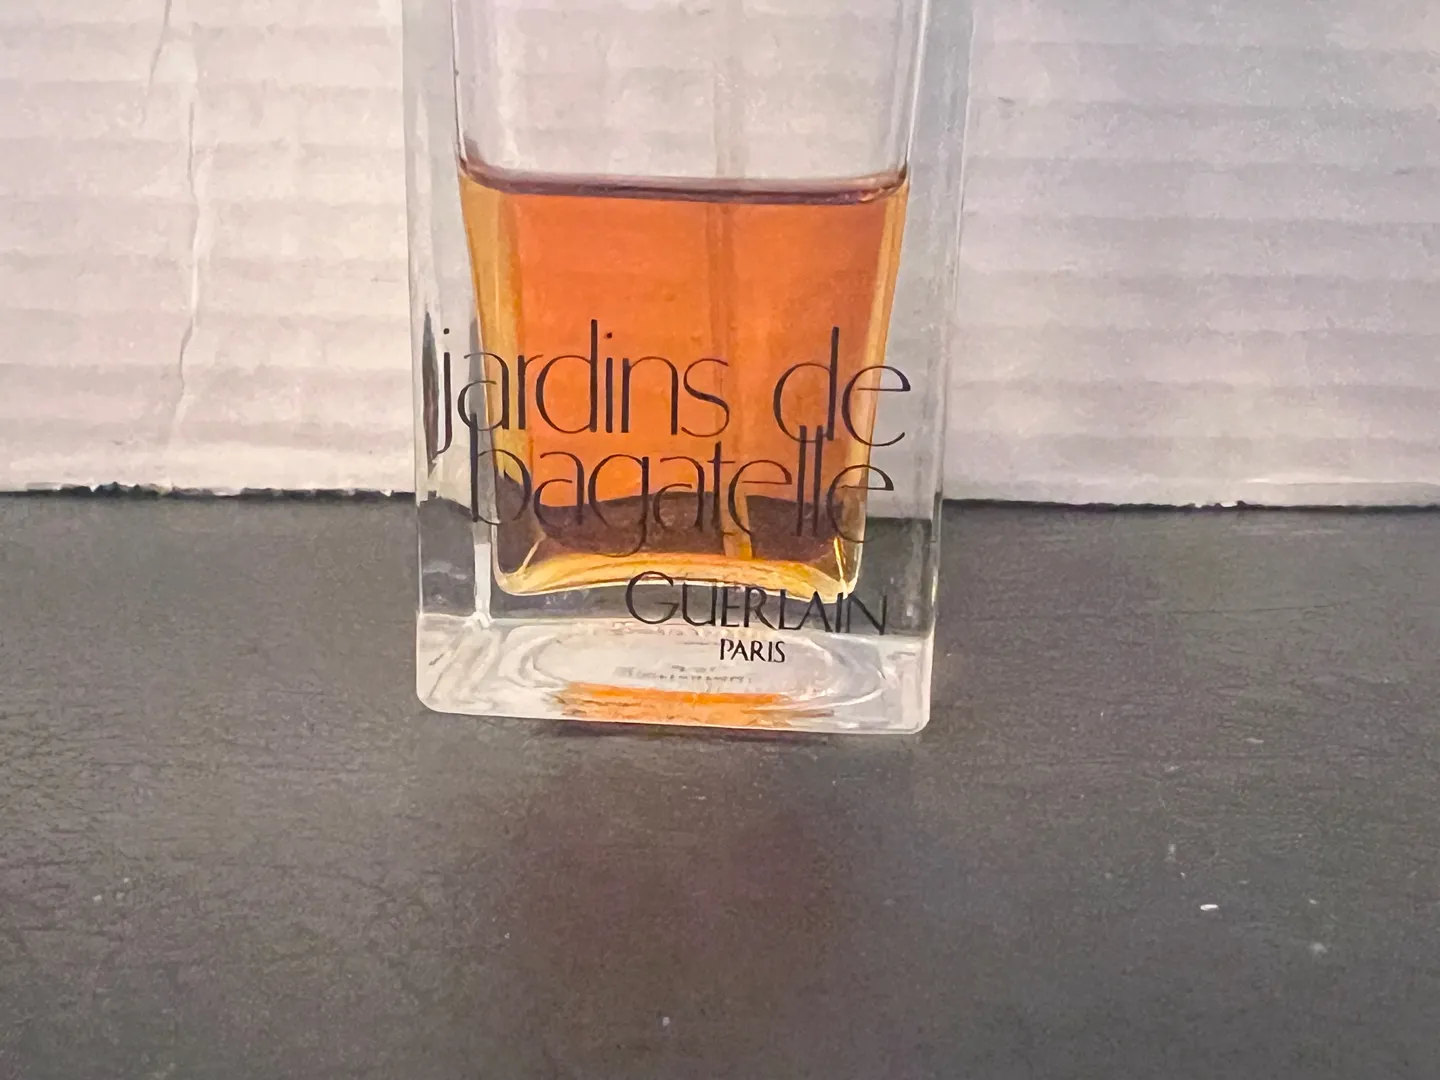 jardins de
bagatelle
GUERLAIN
PARIS